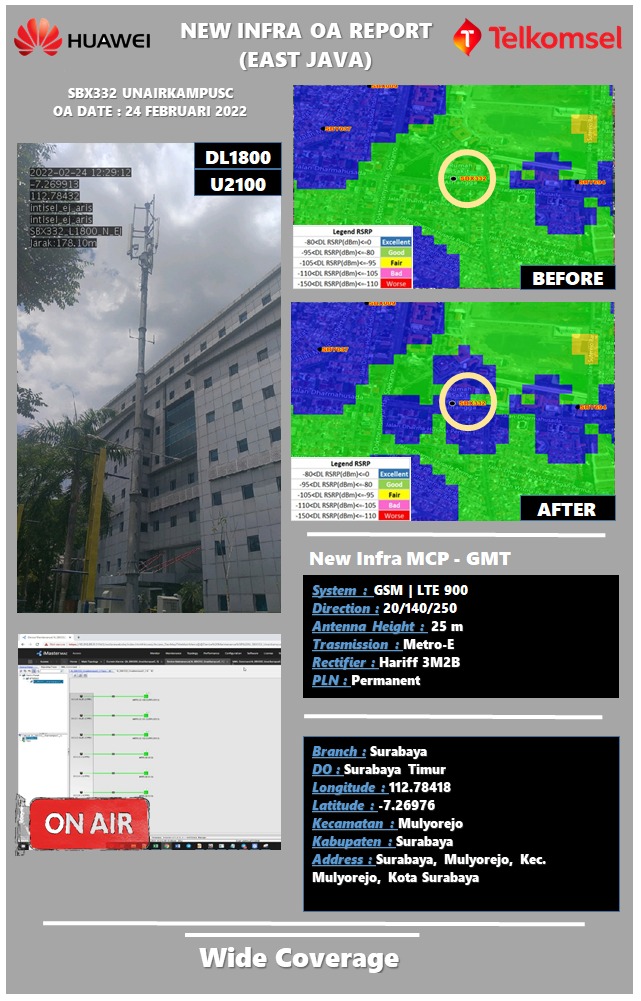 HUAWEI
NEW INFRA OA REPORT
(EAST JAVA)
Telkomsel
SBX332 UNAIRKAMPUSC
OA DATE : 24 FEBRUARI 2022
DL1800
U2100
2022-02-24 12:29:12
-7.269913
112.78432
intisel_ej_aris
intisel_ej_aris
SBX332_L1800_N_EJ
Jarak:178.10m
SBX332
Legend RSRP
-80<DL RSRP(dBm)<=0 Excellent
-95<DL RSRP(dBm)<=-80 Good
-105<DL RSRP(dBm)<=-95 Fair
-110<DL RSRP(dBm)<=-105 Bad
-150<DL RSRP(dBm)<=-110 Worse
BEFORE
Jalan Dharmahusada
SBX332
Legend RSRP
-80<DL RSRP(dBm)<=0 Excellent
-95<DL RSRP(dBm)<=-80 Good
-105<DL RSRP(dBm)<=-95 Fair
-110<DL RSRP(dBm)<=-105 Bad
-150<DL RSRP(dBm)<=-110 Worse
AFTER
New Infra MCP - GMT
System : GSM | LTE 900
Direction : 20/140/250
Antenna Height : 25 m
Trasmission : Metro-E
Rectifier : Hariff 3M2B
PLN : Permanent
iMaster
ON AIR
Branch : Surabaya
DO : Surabaya Timur
Longitude : 112.78418
Latitude : -7.26976
Kecamatan : Mulyorejo
Kabupaten : Surabaya
Address : Surabaya, Mulyorejo, Kec.
Mulyorejo, Kota Surabaya
Wide Coverage